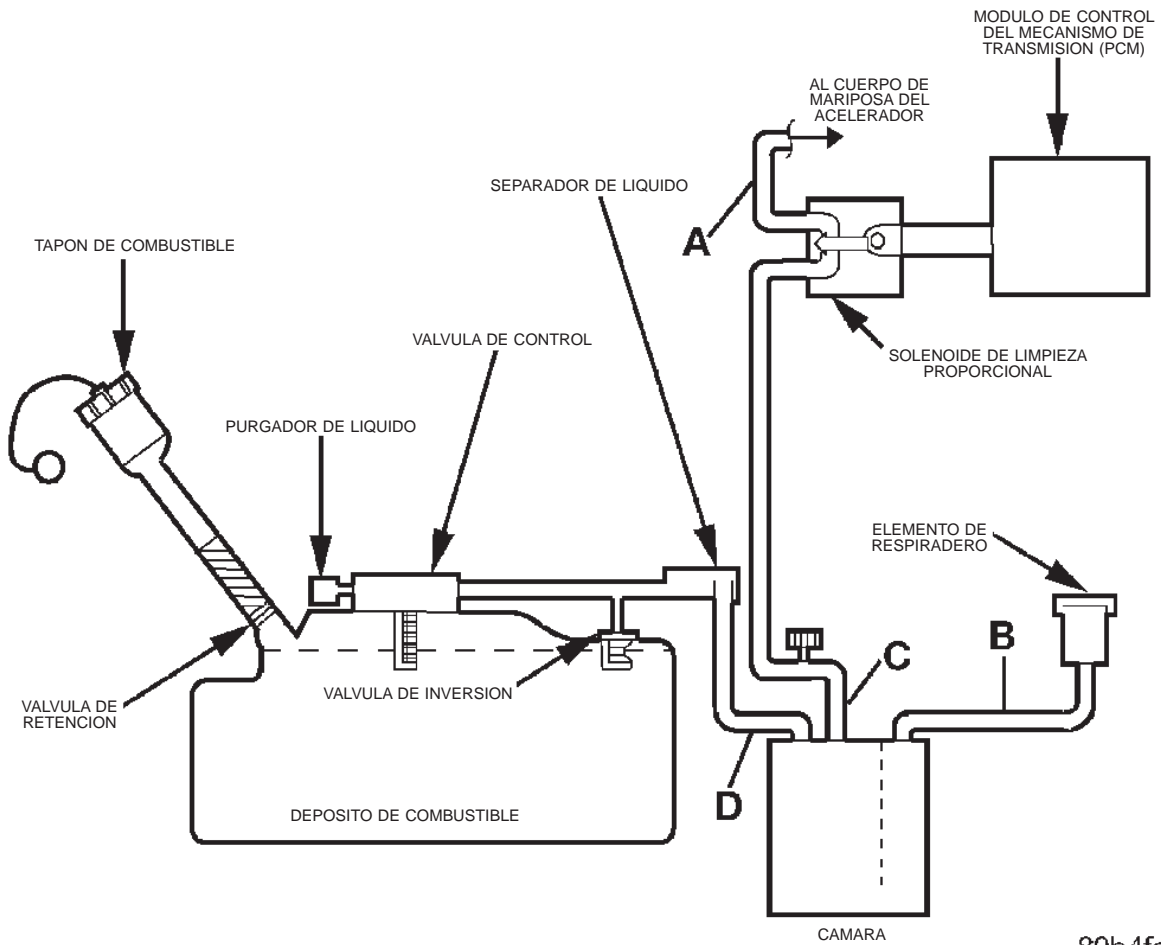 MODULO DE CONTROL
DEL MECANISMO DE
TRANSMISION (PCM)
AL CUERPO DE
MARIPOSA DEL
ACELERADOR
SEPARADOR DE LIQUIDO
A
TAPON DE COMBUSTIBLE
VALVULA DE CONTROL
SOLENOIDE DE LIMPIEZA
PROPORCIONAL
PURGADOR DE LIQUIDO
ELEMENTO DE
RESPIRADERO
B
C
VALVULA DE INVERSION
VALVULA DE
RETENCION
D
DEPOSITO DE COMBUSTIBLE
CAMARA